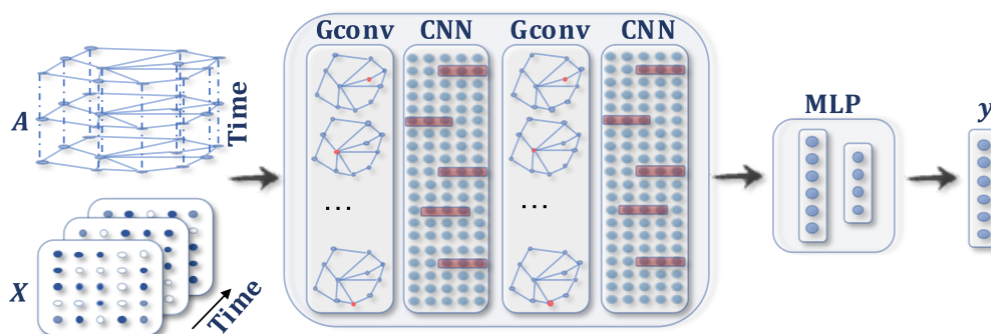 Gconv CNN Gconv CNN
A
Time
MLP
y
...
...
X
Time